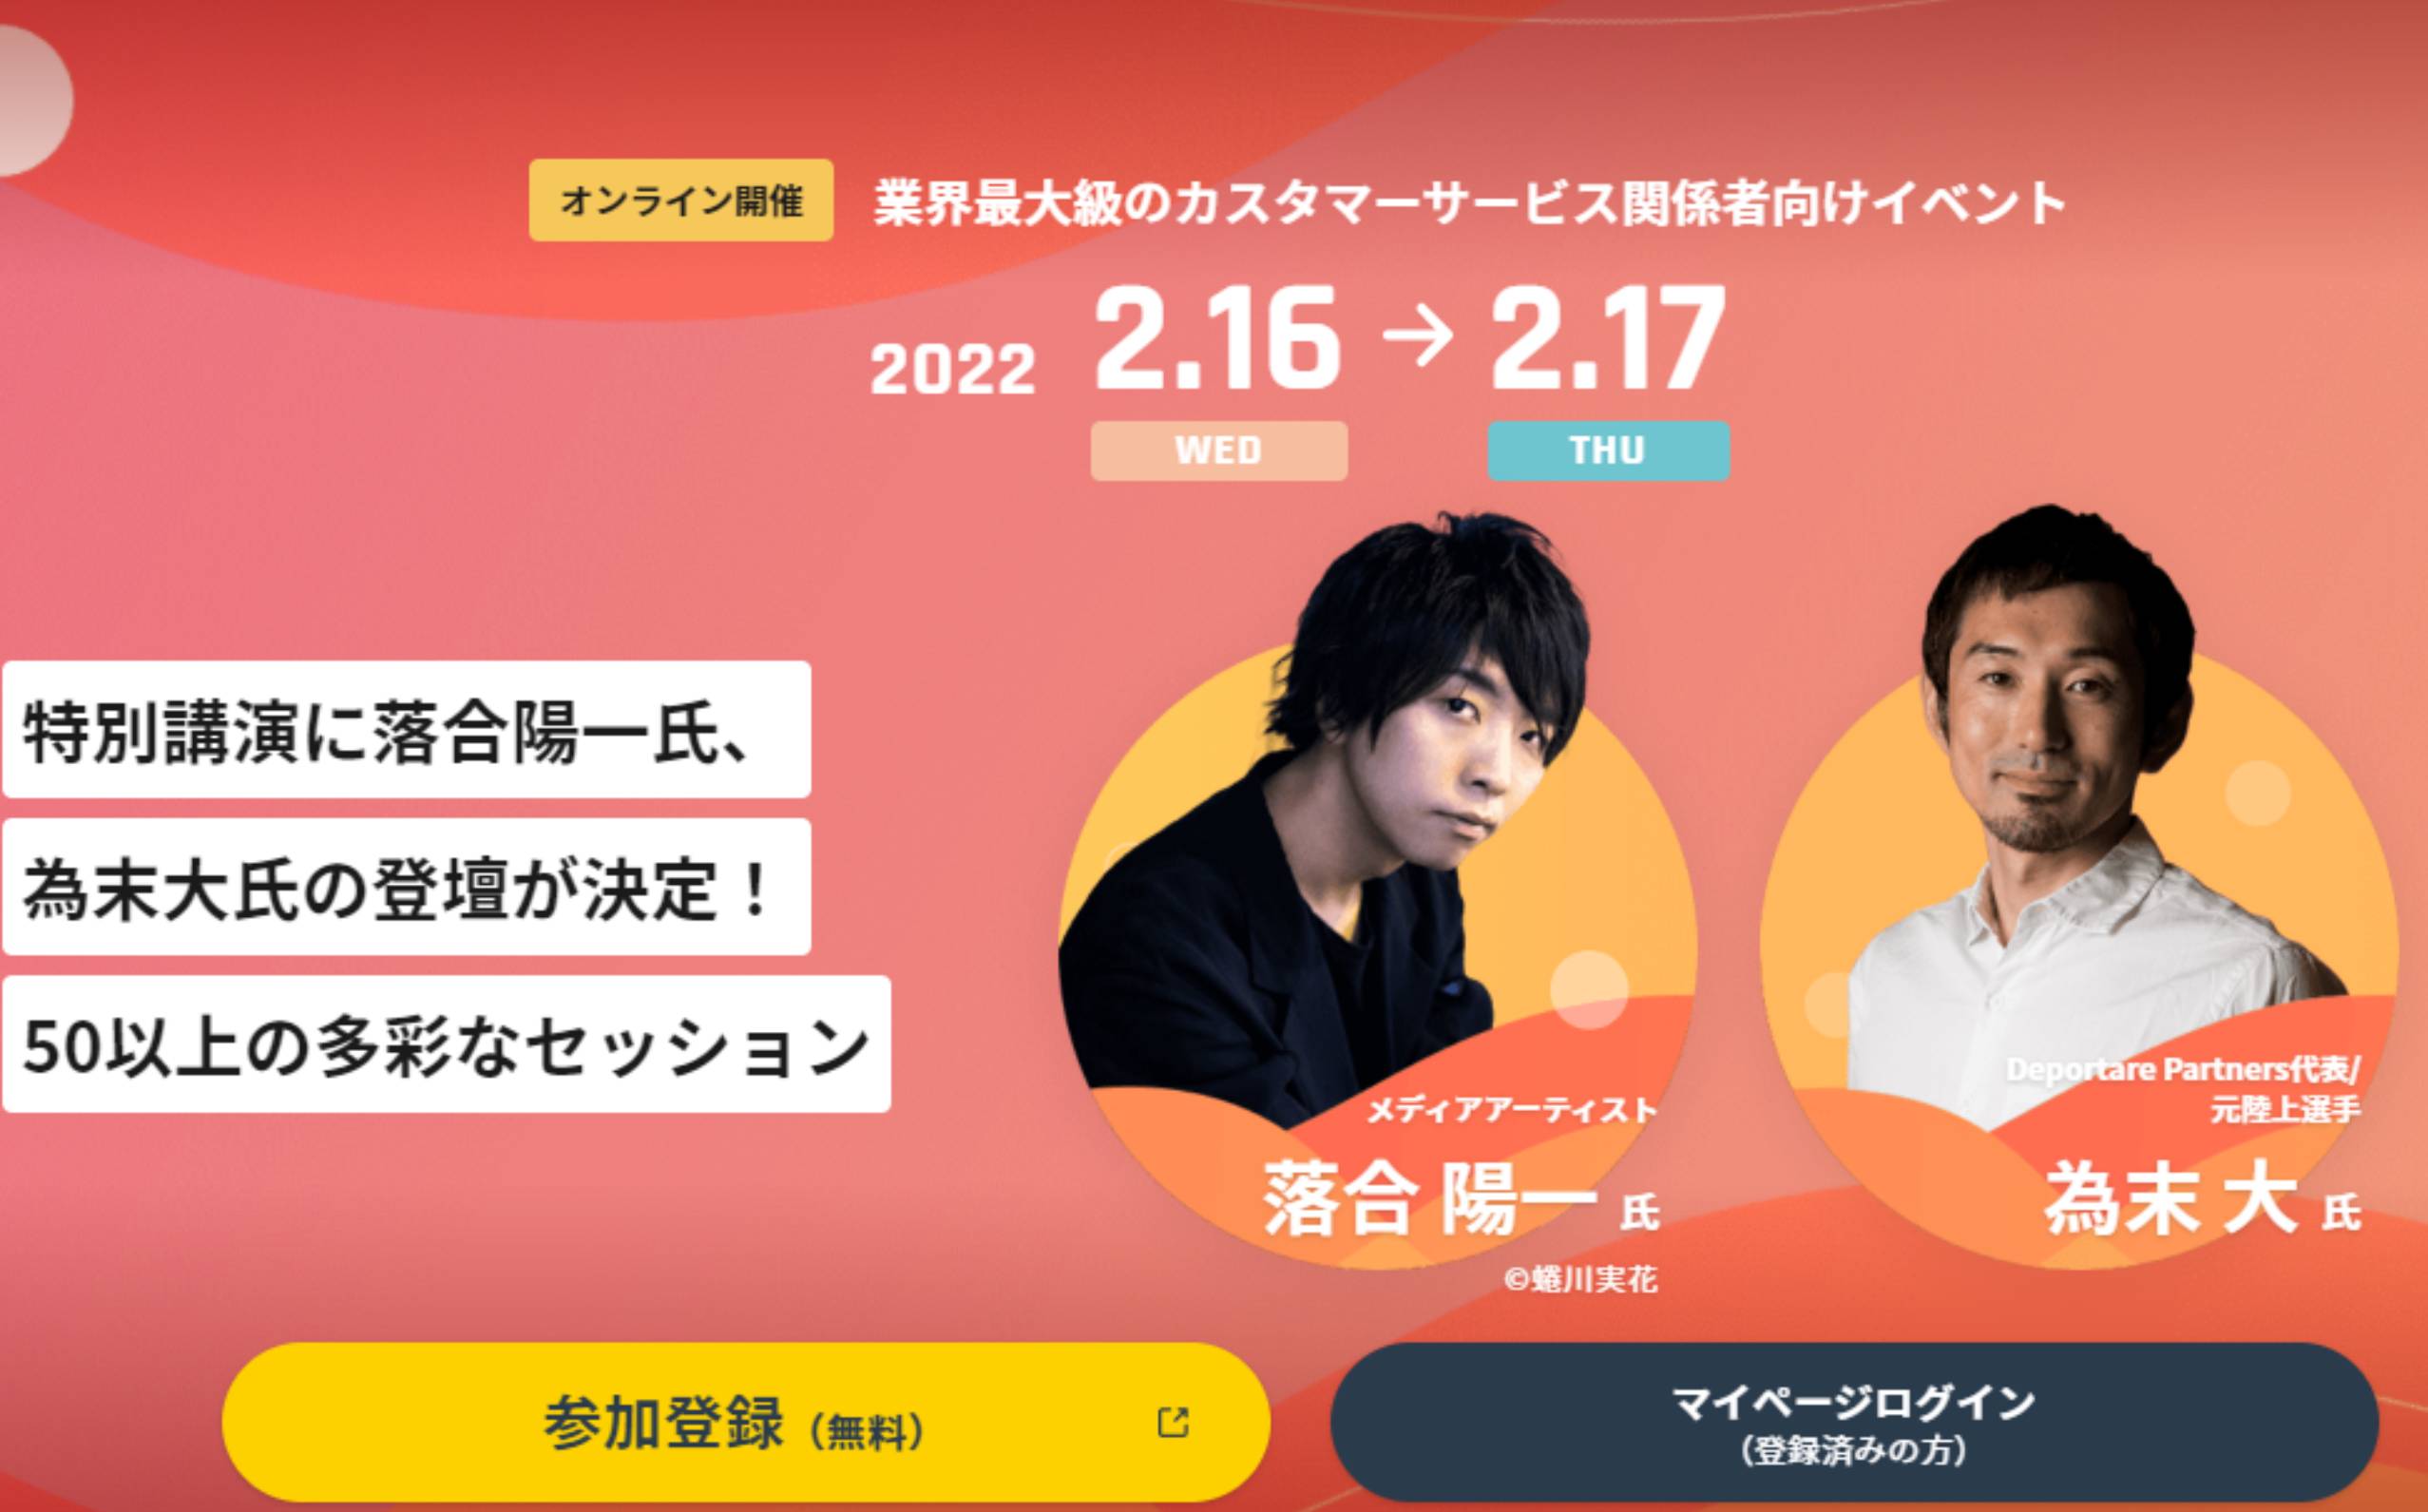 オンライン開催
業界最大級のカスタマーサービス関係者向けイベント
2022 2.16 → 2.17
WED THU
特別講演に落合陽一氏、
為末大氏の登壇が決定！
50以上の多彩なセッション
メディアアーティスト
落合 陽一 氏
©蜷川実花
Deportare Partners代表/
元陸上選手
為末 大 氏
参加登録（無料）
マイページログイン
（登録済みの方）